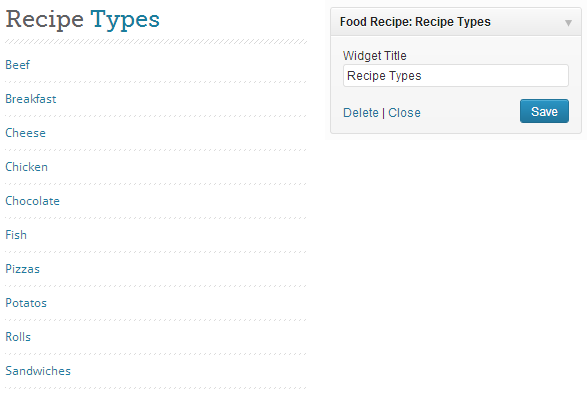 Recipe Types
Beef
Breakfast
Cheese
Chicken
Chocolate
Fish
Pizzas
Potatos
Rolls
Sandwiches
Food Recipe: Recipe Types
Widget Title
Recipe Types
Delete | Close
Save